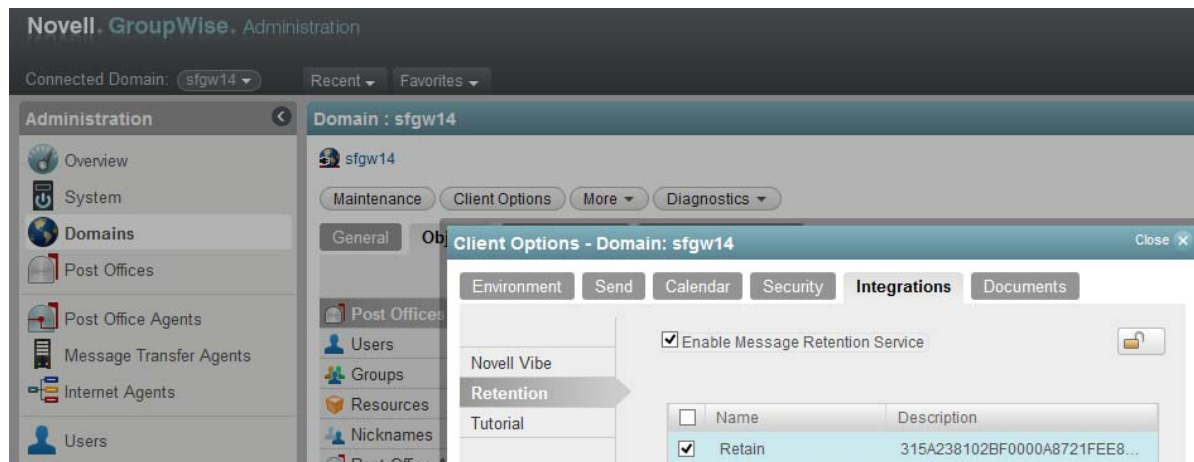 Novell. GroupWise. Administration
Connected Domain: sfgw14 Recent Favorites
Administration
Overview
System
Domains
Post Offices
Post Office Agents
Message Transfer Agents
Internet Agents
Users
Domain : sfgw14
sfgw14
Maintenance Client Options More Diagnostics
General Obj
Post Offices
Users
Groups
Resources
Nicknames
Client Options - Domain: sfgw14 Close x
Environment Send Calendar Security Integrations Documents
Novell Vibe
Retention
Tutorial
Enable Message Retention Service
Name Description
Retain 315A238102BF0000A8721FEE8...